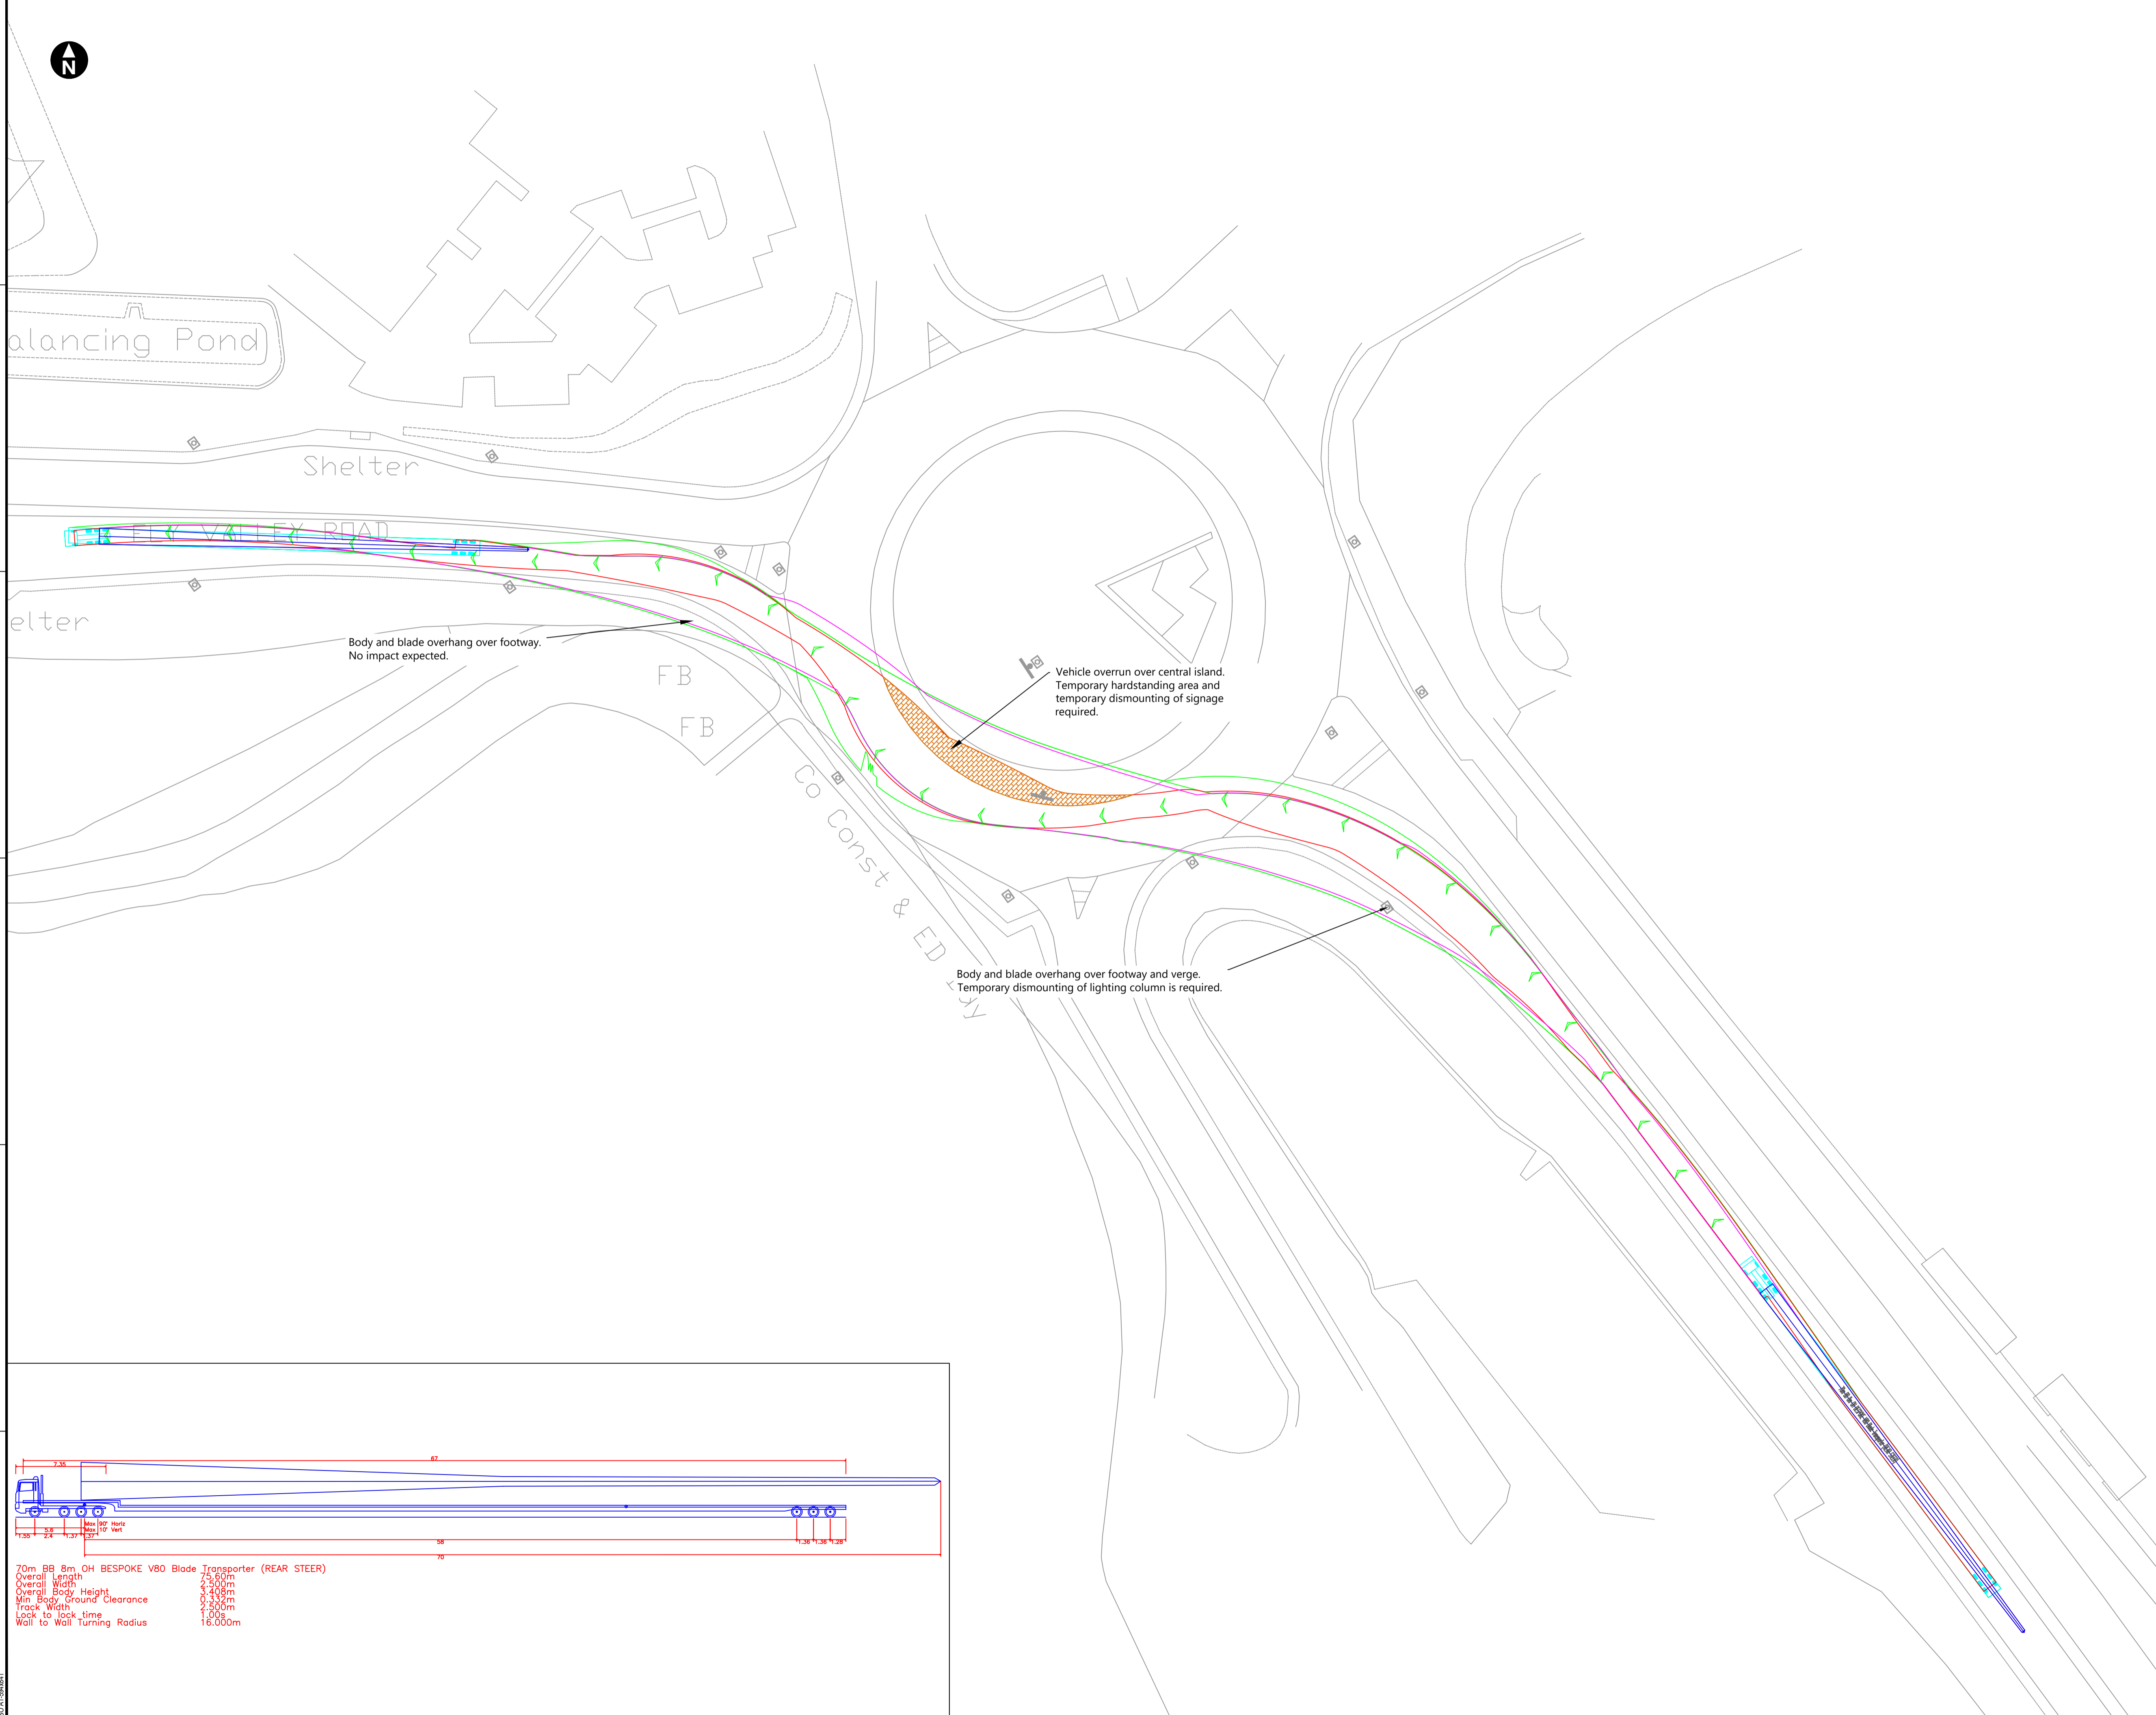 N
alancing Pond
Shelter
ELY VALLEY ROAD
elter
Body and blade overhang over footway.
No impact expected.
FB
FB
Vehicle overrun over central island.
Temporary hardstanding area and
temporary dismounting of signage
required.
Co Const & ED Bdy
Body and blade overhang over footway and verge.
Temporary dismounting of lighting column is required.
67
7.35
Max 90° Horiz
Max 10° Vert
5.6
1.55
2.4
1.37
1.37
58
1.36
1.36
1.28
70
70m BB 8m OH BESPOKE V80 Blade Transporter (REAR STEER)
Overall Length 75.60m
Overall Width 2.500m
Overall Body Height 3.408m
Min Body Ground Clearance 0.332m
Track Width 2.500m
Lock to lock time 1.00s
Wall to Wall Turning Radius 16.000m